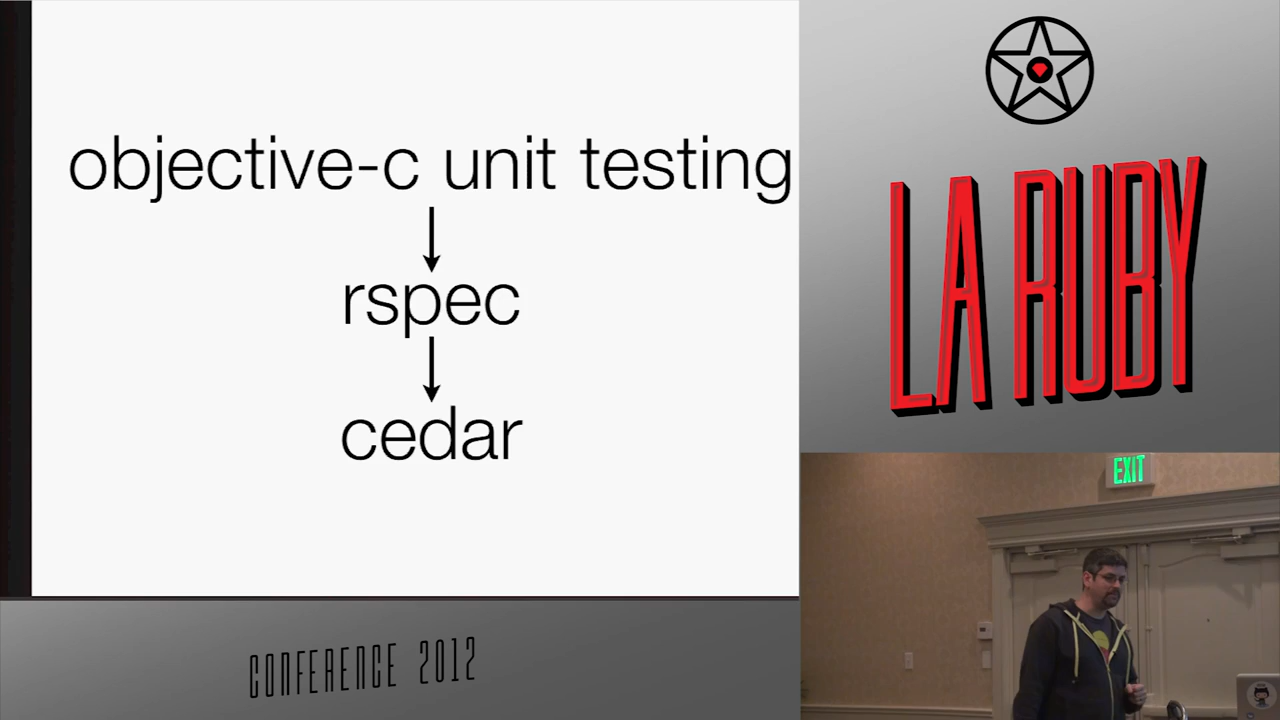 objective-c unit testing
rspec
cedar
LA RUBY
CONFERENCE 2012
EXIT